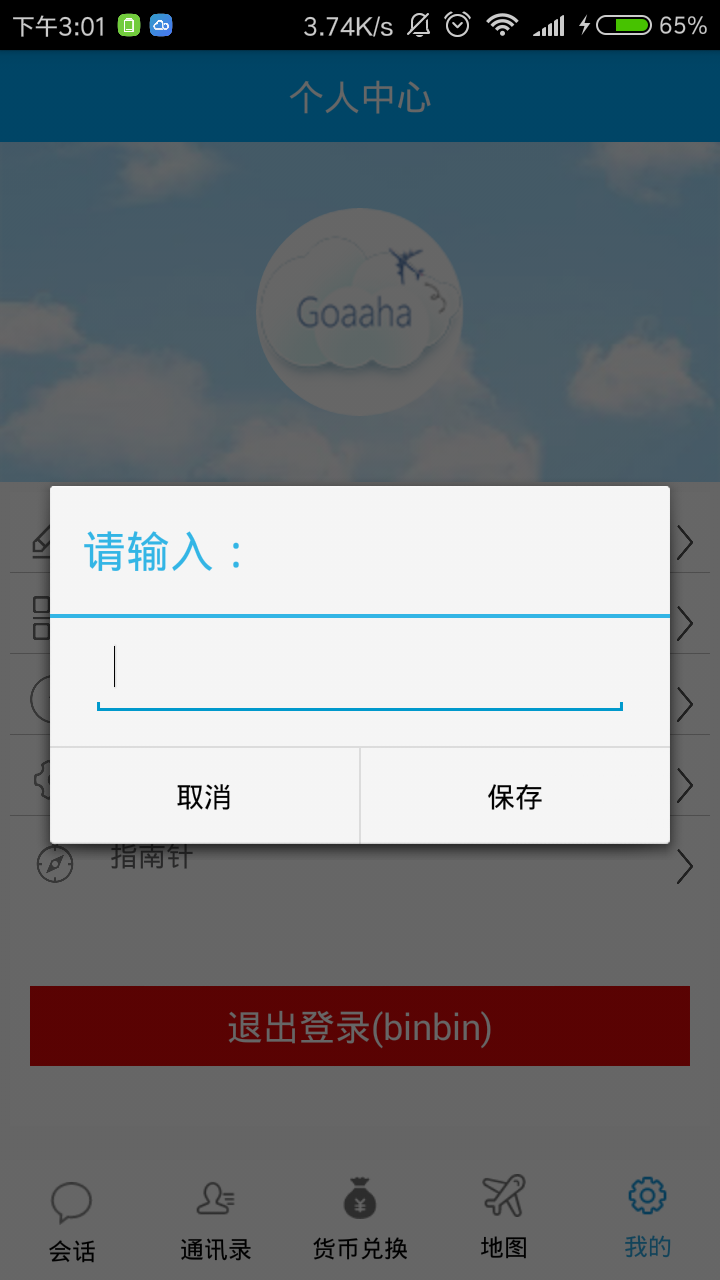 下午3:01
3.74K/s
65%
个人中心
Goaaha
请输入：
取消
保存
指南针
退出登录(binbin)
会话
通讯录
货币兑换
地图
我的